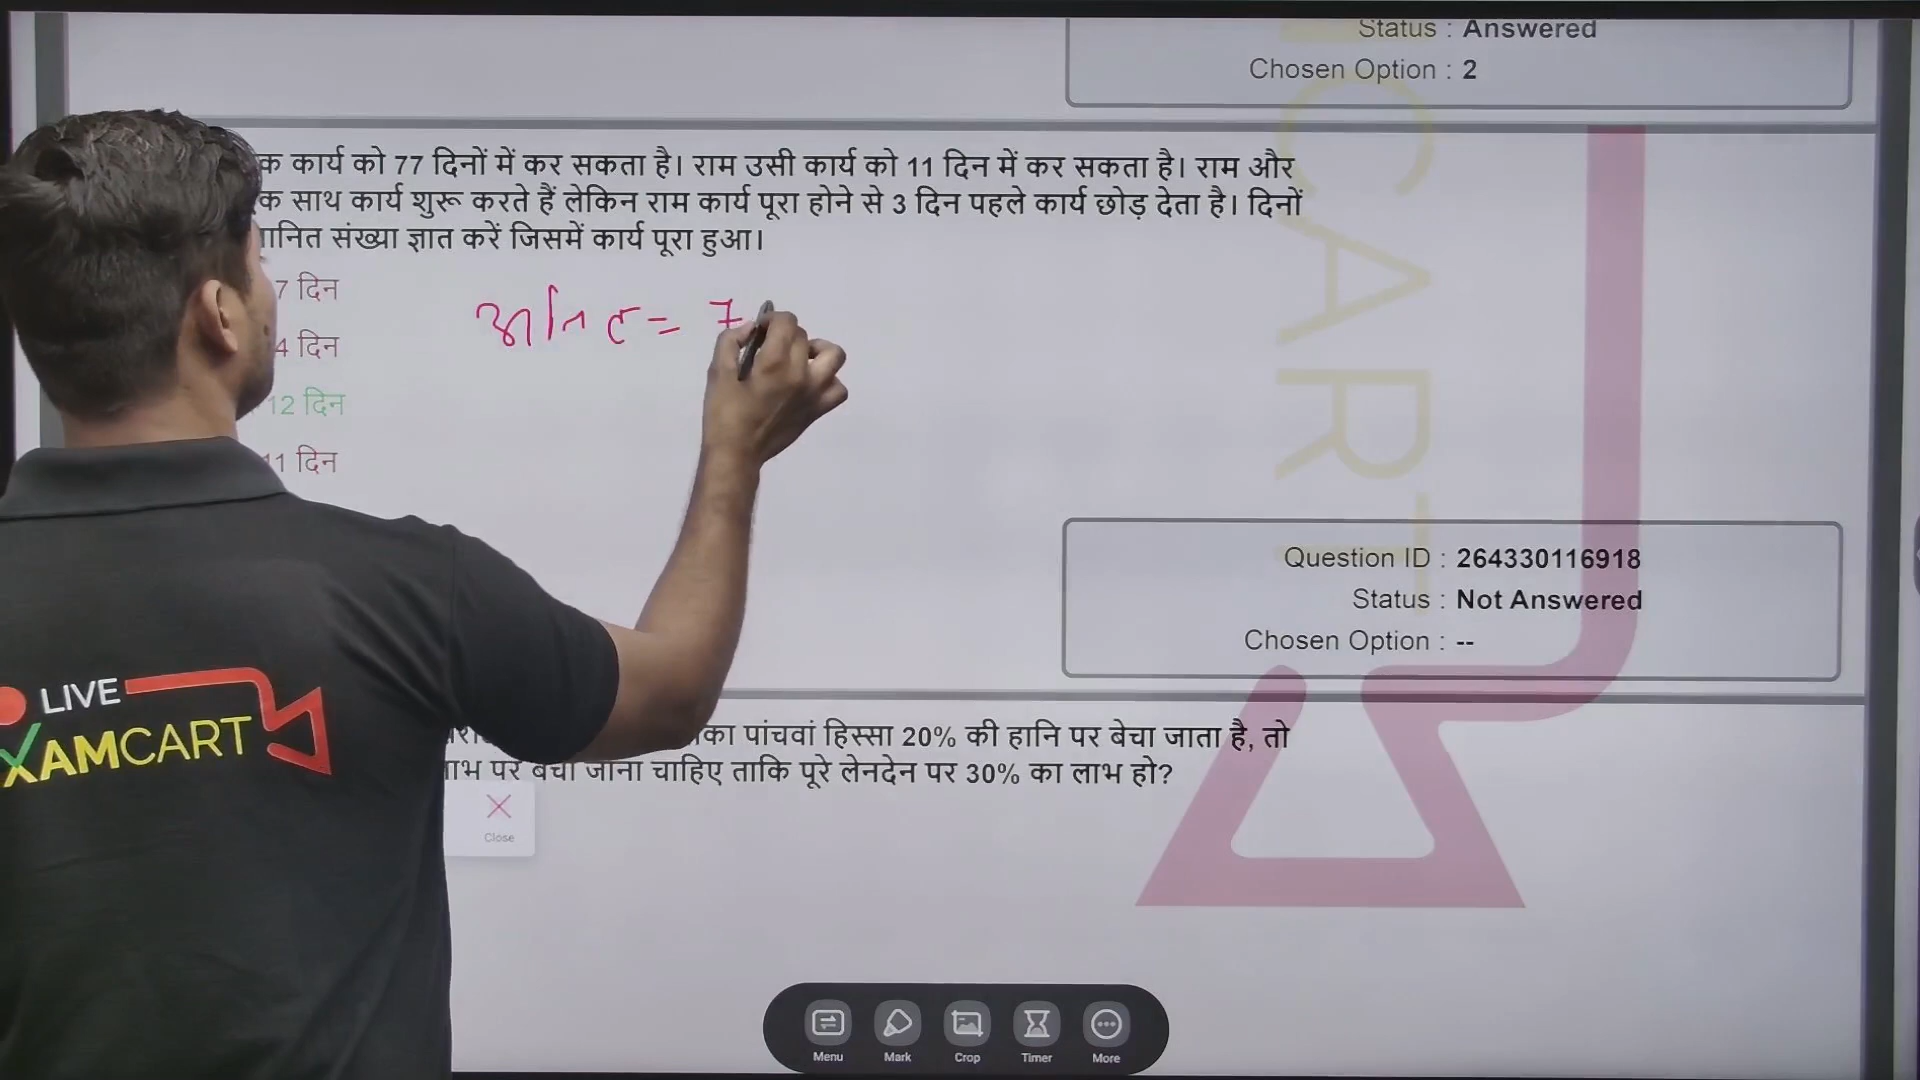 Status : Answered
Chosen Option : 2
क कार्य को 77 दिनों में कर सकता है। राम उसी कार्य को 11 दिन में कर सकता है। राम और
क साथ कार्य शुरू करते हैं लेकिन राम कार्य पूरा होने से 3 दिन पहले कार्य छोड़ देता है। दिनों
मानित संख्या ज्ञात करें जिसमें कार्य पूरा हुआ।
7 दिन
4 दिन
12 दिन
11 दिन
= 7
Question ID : 264330116918
Status : Not Answered
Chosen Option : --
का पांचवां हिस्सा 20% की हानि पर बेचा जाता है, तो
पर बेचा जाना चाहिए ताकि पूरे लेनदेन पर 30% का लाभ हो?
Close
LIVE
XAMCART
CART
Menu
Mark
Crop
Timer
More